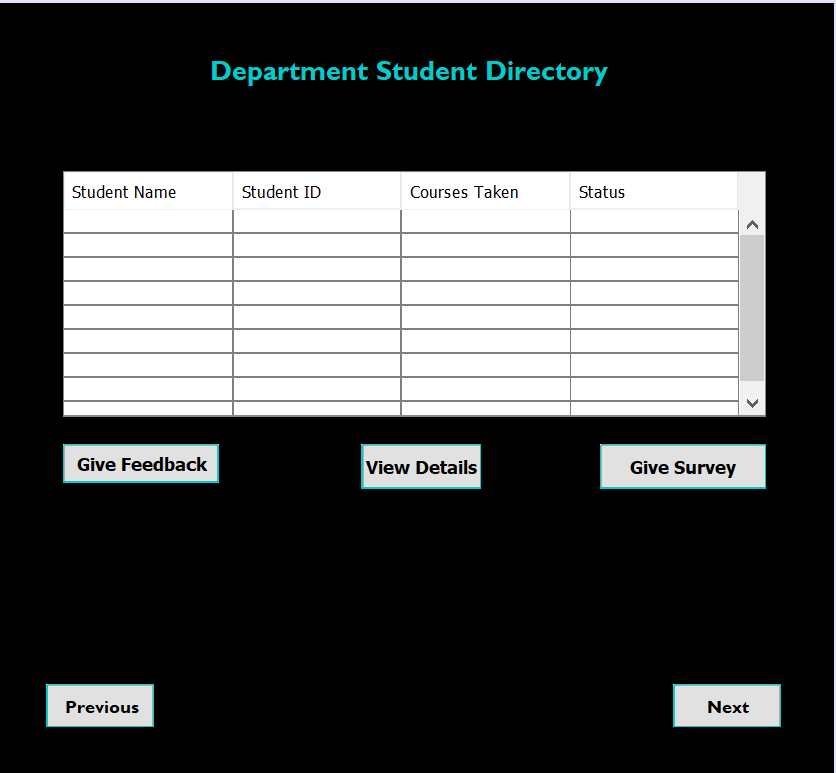 Department Student Directory
Student Name Student ID Courses Taken Status
Give Feedback View Details Give Survey
Previous Next